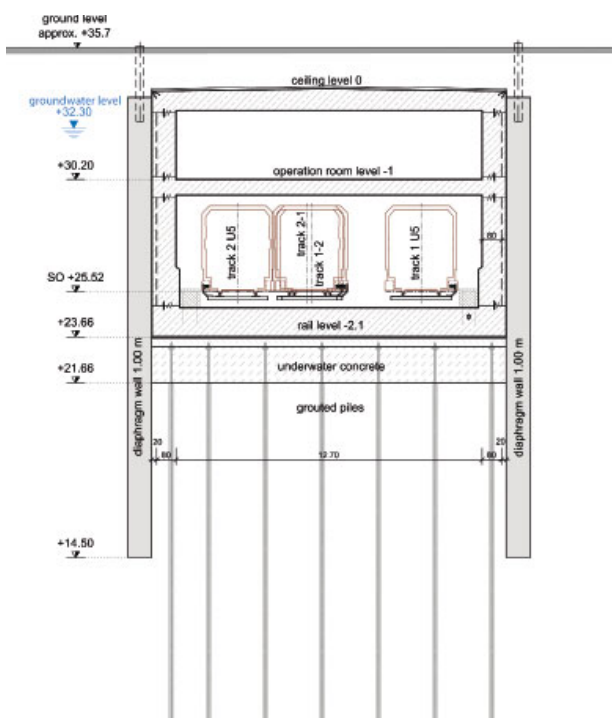 ground level
approx. +35.7
ceiling level 0
groundwater level
+32.30
+30.20
operation room level -1
track 2 U5
track 2-1
track 1-2
track 1 U5
80
SO +25.52
+23.66
rail level -2.1
+21.66
underwater concrete
diaphragm wall 1.00 m
diaphragm wall 1.00 m
grouted piles
20
20
80
12.70
80
+14.50